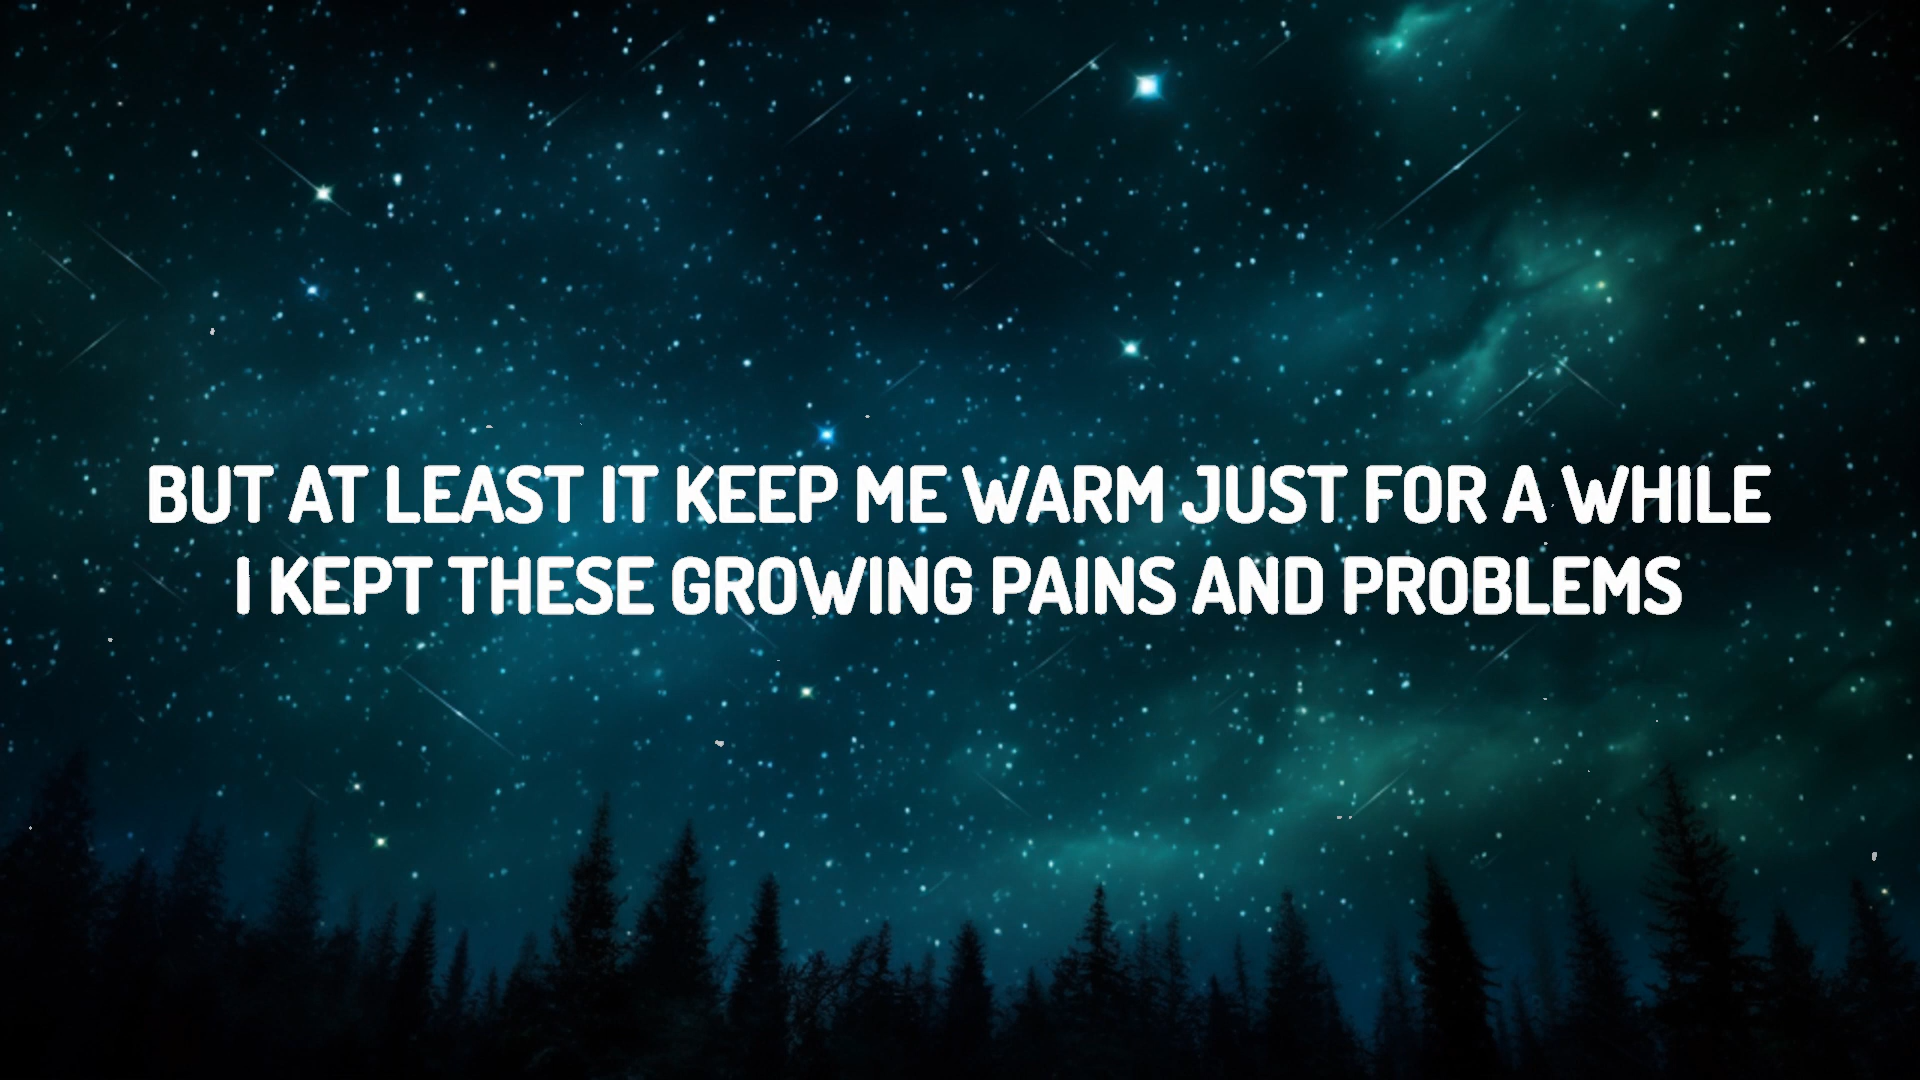 BUT AT LEAST IT KEEP ME WARM JUST FOR A WHILE
I KEPT THESE GROWING PAINS AND PROBLEMS